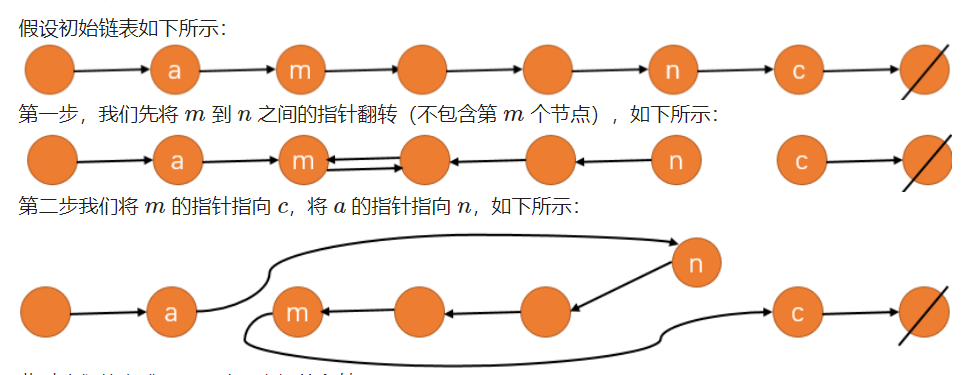 假设初始链表如下所示：
a m n c
第一步，我们先将 m 到 n 之间的指针翻转（不包含第 m 个节点），如下所示：
a m n c
第二步我们将 m 的指针指向 c，将 a 的指针指向 n，如下所示：
n
a m c